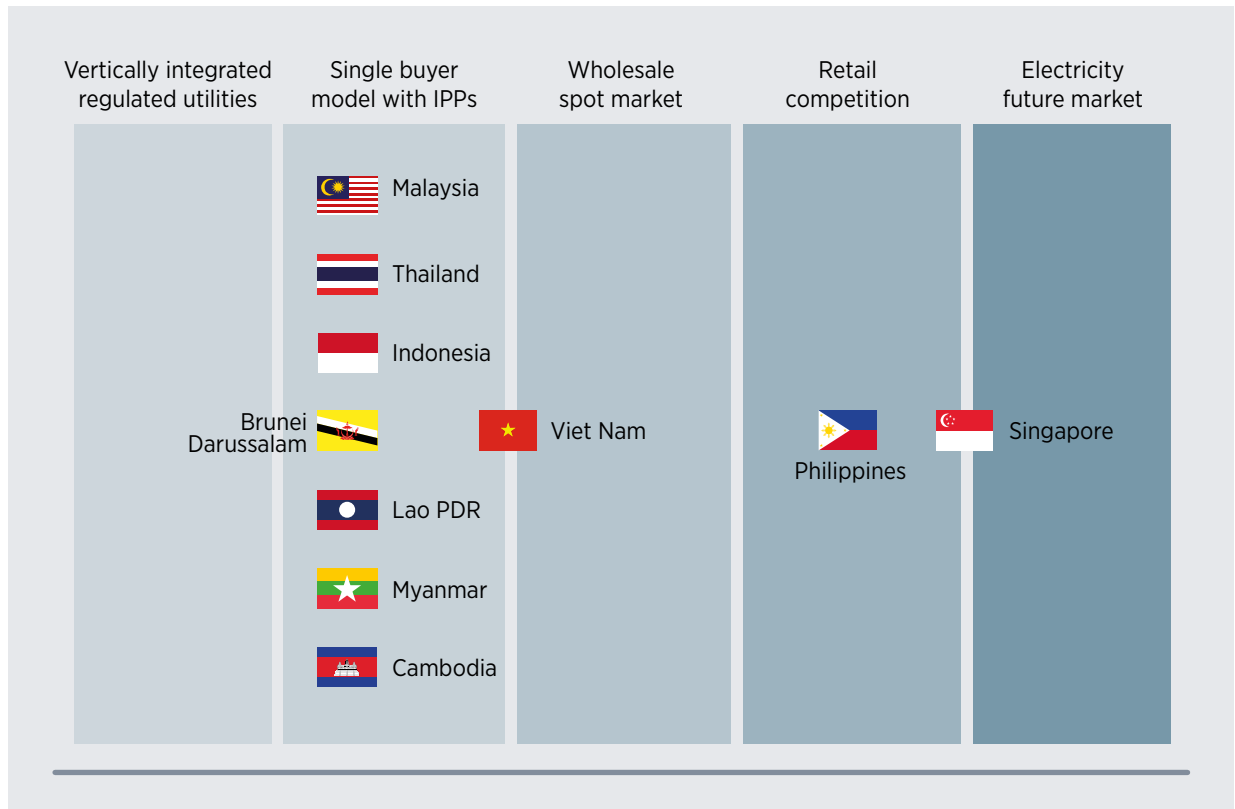 Vertically integrated
regulated utilities
Single buyer
model with IPPs
Wholesale
spot market
Retail
competition
Electricity
future market
Malaysia
Thailand
Indonesia
Brunei
Darussalam
Viet Nam
Philippines
Singapore
Lao PDR
Myanmar
Cambodia